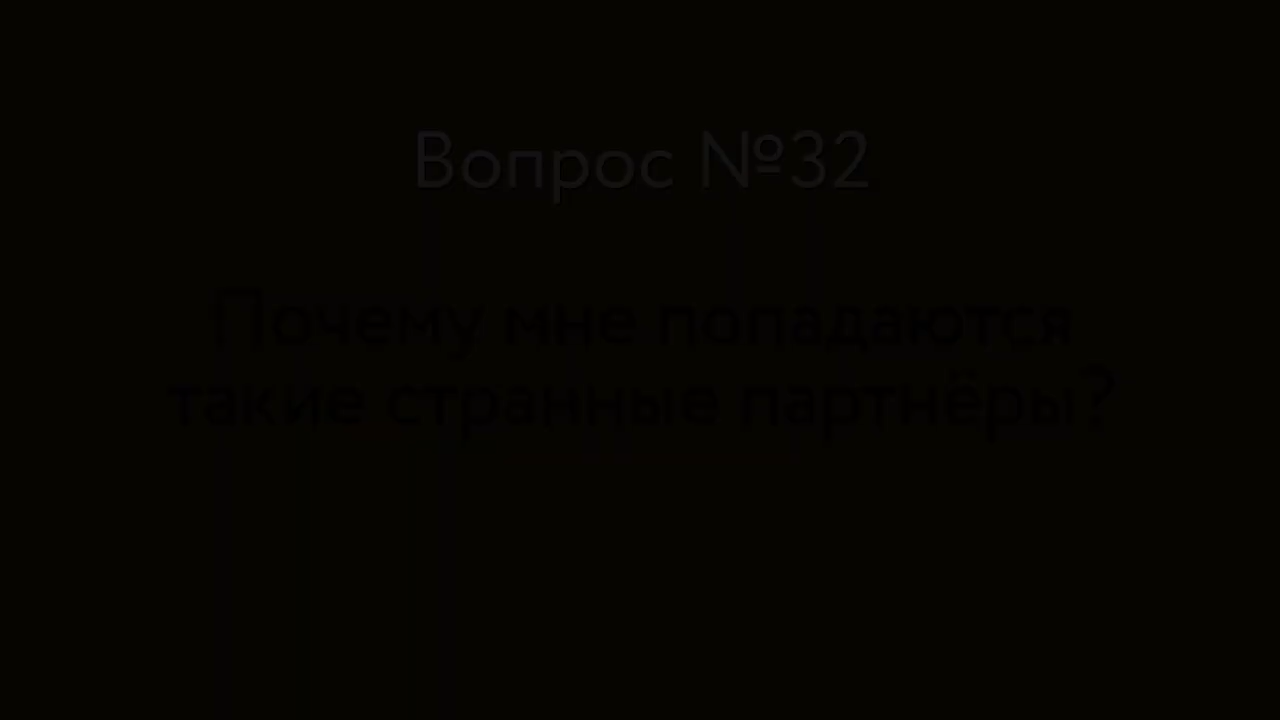 Вопрос №32
Почему мне попадаются
такие странные партнёры?